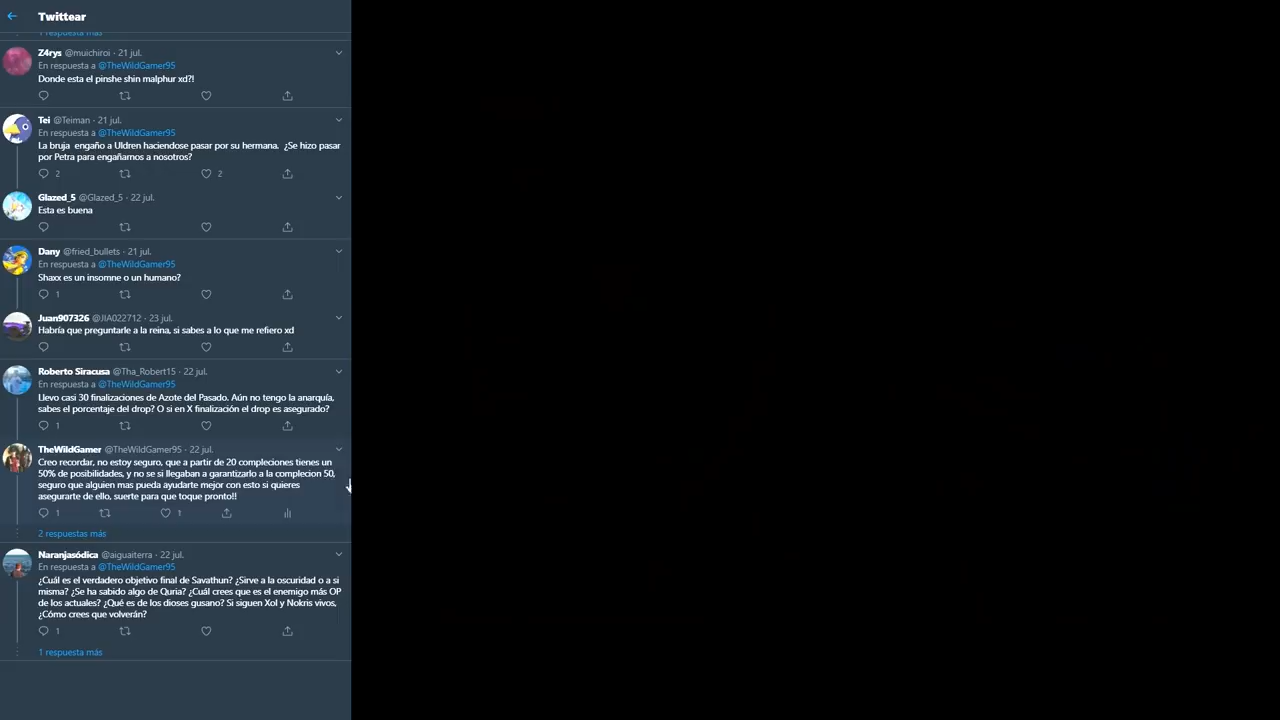 Twittear
1 respuesta más
Z4rys @muichiroi · 21 jul.
En respuesta a @TheWildGamer95
Donde esta el pinshe shin malphur xd?!
Tei @Teiman · 21 jul.
En respuesta a @TheWildGamer95
La bruja engaño a Uldren haciendose pasar por su hermana. ¿Se hizo pasar
por Petra para engañarnos a nosotros?
2 2
Glazed_5 @Glazed_5 · 22 jul.
Esta es buena
Dany @fried_bullets · 21 jul.
En respuesta a @TheWildGamer95
Shaxx es un insomne o un humano?
1
Juan907326 @JIA022712 · 23 jul.
Habría que preguntarle a la reina, si sabes a lo que me refiero xd
Roberto Siracusa @Tha_Robert15 · 22 jul.
En respuesta a @TheWildGamer95
Llevo casi 30 finalizaciones de Azote del Pasado. Aún no tengo la anarquía,
sabes el porcentaje del drop? O si en X finalización el drop es asegurado?
1
TheWildGamer @TheWildGamer95 · 22 jul.
Creo recordar, no estoy seguro, que a partir de 20 compleciones tienes un
50% de posibilidades, y no se si llegaban a garantizarlo a la complecion 50,
seguro que alguien mas pueda ayudarte mejor con esto si quieres
asegurarte de ello, suerte para que toque pronto!!
1 1
2 respuestas más
Naranjasódica @aiguaiterra · 22 jul.
En respuesta a @TheWildGamer95
¿Cuál es el verdadero objetivo final de Savathun? ¿Sirve a la oscuridad o a si
misma? ¿Se ha sabido algo de Quria? ¿Cuál crees que es el enemigo más OP
de los actuales? ¿Qué es de los dioses gusano? Si siguen Xol y Nokris vivos,
¿Cómo crees que volverán?
1
1 respuesta más